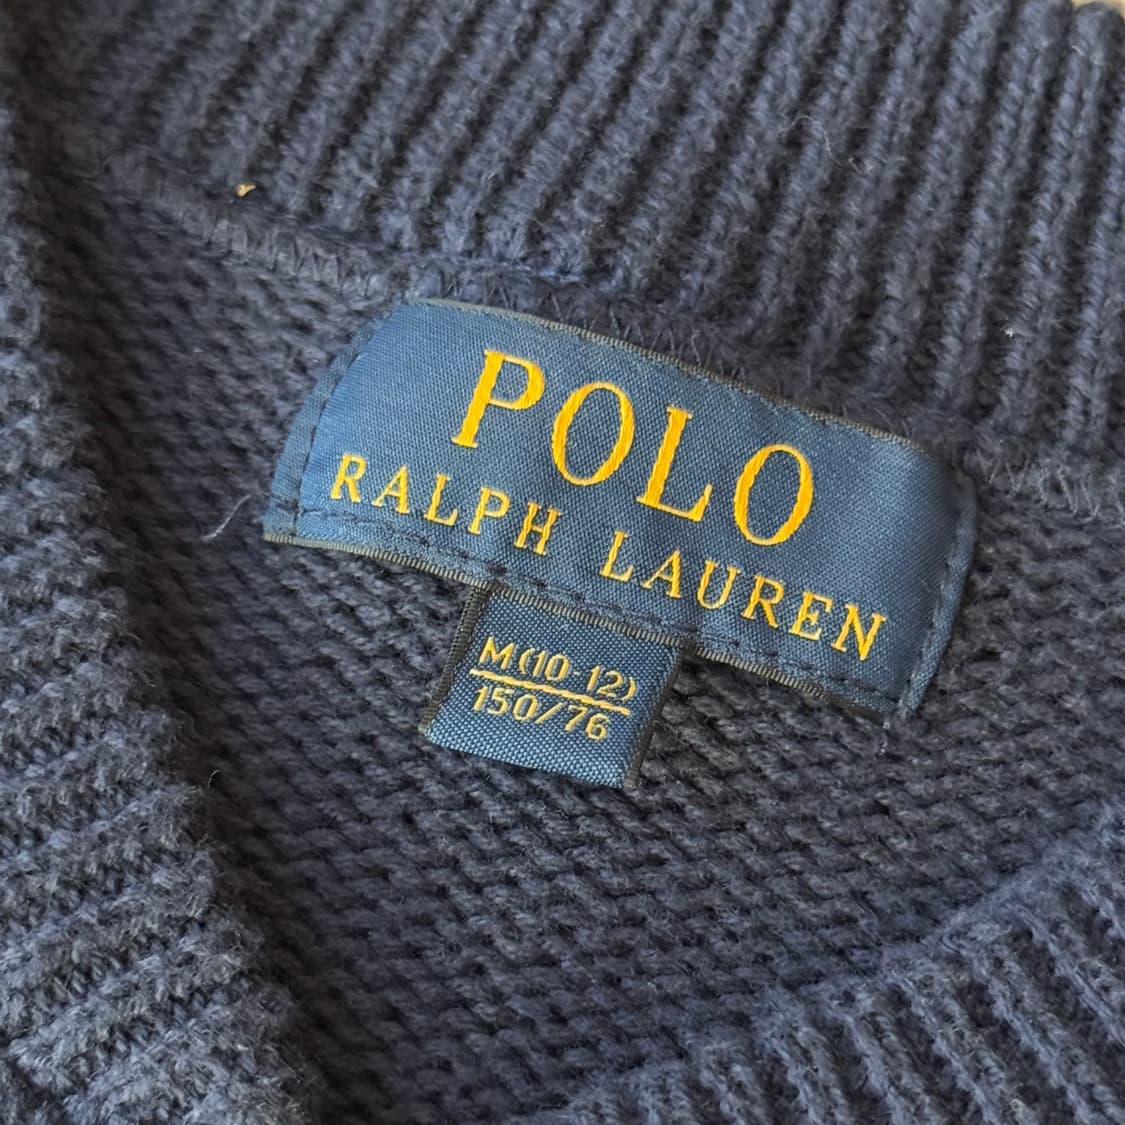 POLO
RALPH LAUREN
M(10-12)
150/76